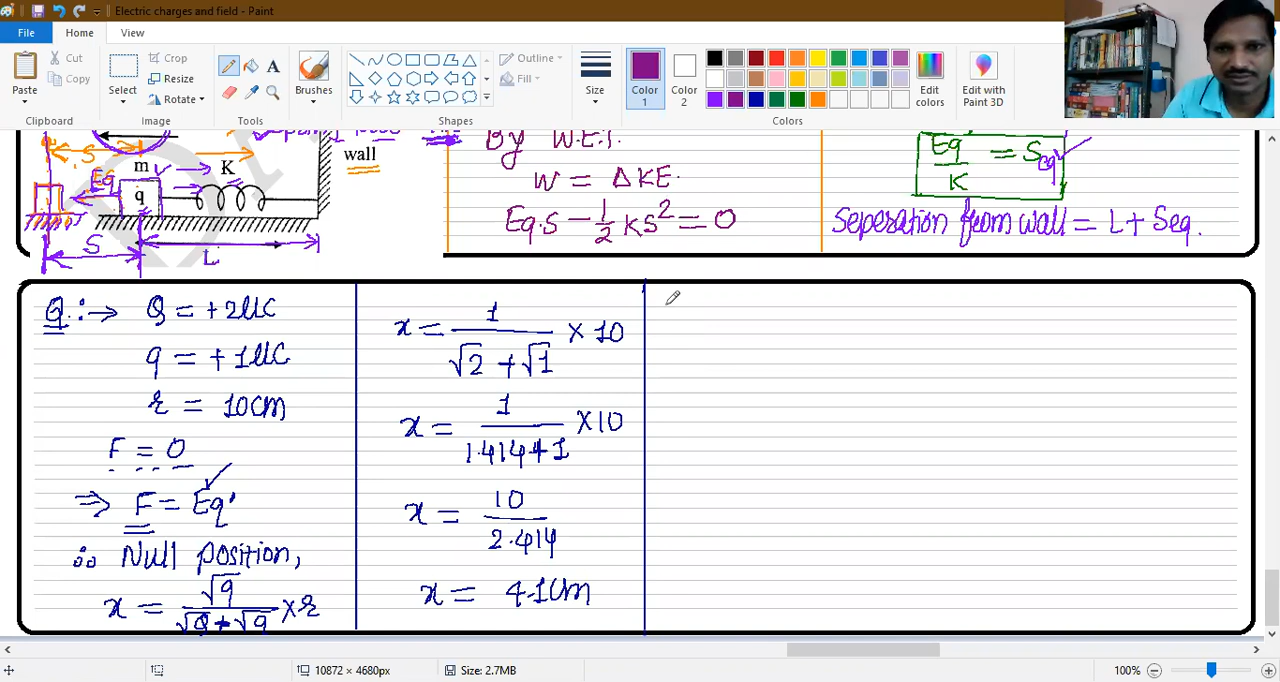 Electric charges and field - Paint
File Home View
Paste
Cut
Copy
Clipboard
Select
Crop
Resize
Rotate
Image
Tools
Brushes
Shapes
Outline
Fill
Size
Color 1
Color 2
Edit colors
Edit with Paint 3D
Colors
S
wall
m
K
Eq
q
S
L
By W.E.T.
W = ΔKE
Eq.S - 1/2 KS² = 0
Eq/K = Seq
Seperation from wall = L + Seq.
Q :→ Q = +2μC
q = +1μC
r = 10cm
F = 0
⇒ F = Eq'
∴ Null position,
x = √q/(√Q + √q) × r
x = 1/(√2 + √1) × 10
x = 1/(1.414+1) × 10
x = 10/2.414
x = 4.1cm
10872 × 4680px
Size: 2.7MB
100%